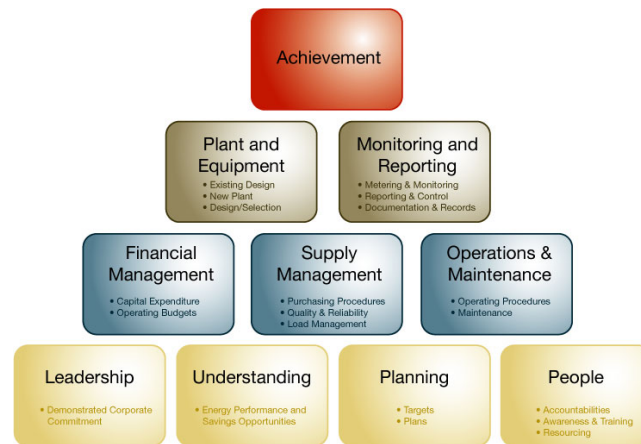 Achievement
Plant and
Equipment
• Existing Design
• New Plant
• Design/Selection
Monitoring and
Reporting
• Metering & Monitoring
• Reporting & Control
• Documentation & Records
Financial
Management
• Capital Expenditure
• Operating Budgets
Supply
Management
• Purchasing Procedures
• Quality & Reliability
• Load Management
Operations &
Maintenance
• Operating Procedures
• Maintenance
Leadership
• Demonstrated Corporate
Commitment
Understanding
• Energy Performance and
Savings Opportunities
Planning
• Targets
• Plans
People
• Accountabilities
• Awareness & Training
• Resourcing